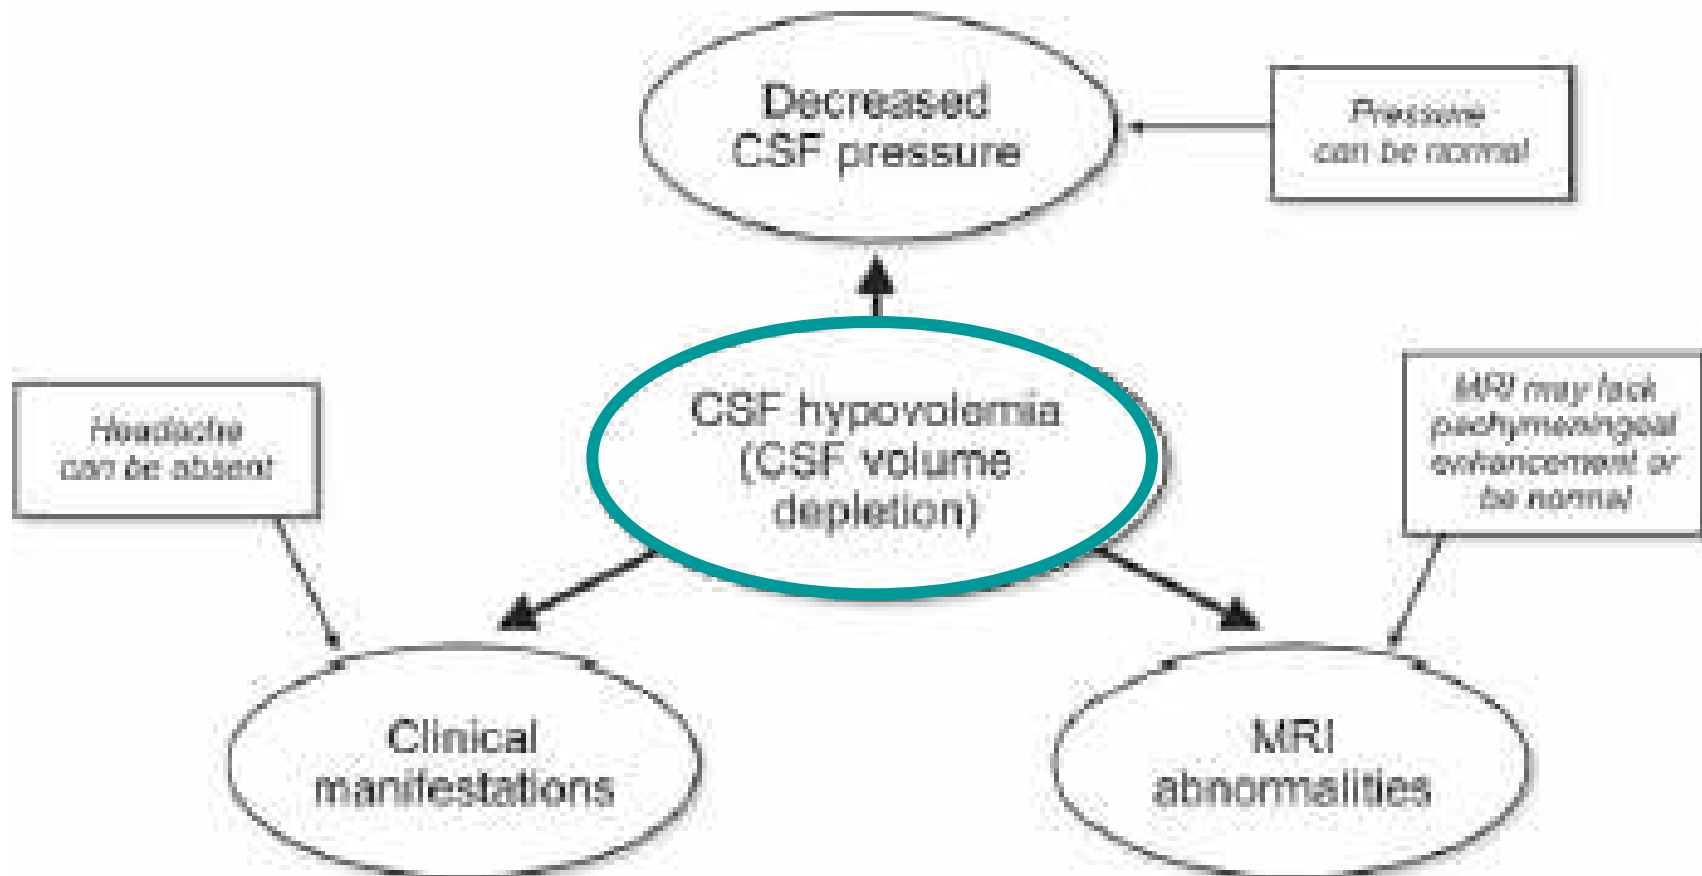 Decreased
CSF pressure
Pressure
can be normal
CSF hypovolemia
(CSF volume
depletion)
Headache
can be absent
MRI may lack
pachymeningeal
enhancement or
be normal
Clinical
manifestations
MRI
abnormalities